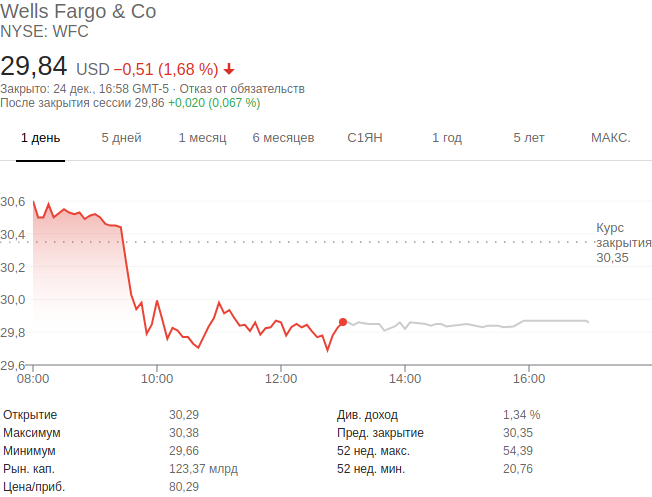 Wells Fargo & Co
NYSE: WFC
29,84 USD −0,51 (1,68 %)
Закрыто: 24 дек., 16:58 GMT-5 · Отказ от обязательств
После закрытия сессии 29,86 +0,020 (0,067 %)
1 день 5 дней 1 месяц 6 месяцев С1ЯН 1 год 5 лет МАКС.
30,6
30,4
30,2
30,0
29,8
29,6
Курс
закрытия
30,35
08:00 10:00 12:00 14:00 16:00
Открытие 30,29 Див. доход 1,34 %
Максимум 30,38 Пред. закрытие 30,35
Минимум 29,66 52 нед. макс. 54,39
Рын. кап. 123,37 млрд 52 нед. мин. 20,76
Цена/приб. 80,29